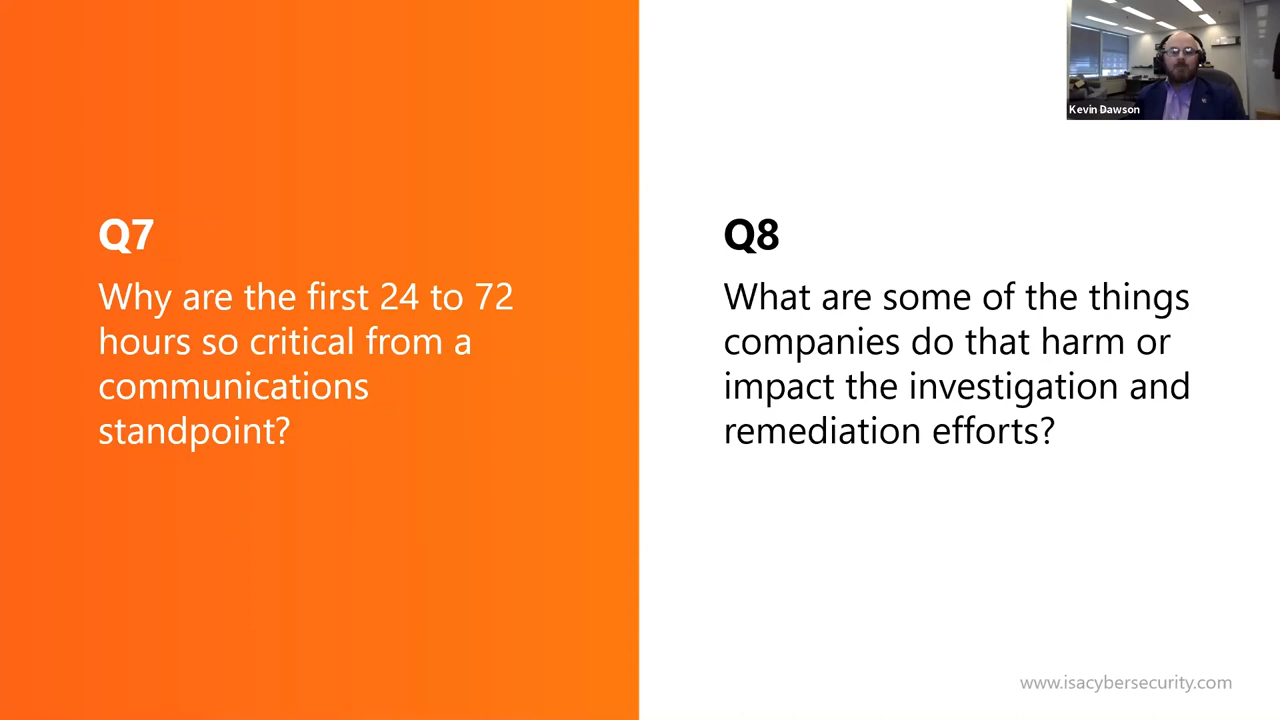 Kevin Dawson
Q7
Why are the first 24 to 72
hours so critical from a
communications
standpoint?
Q8
What are some of the things
companies do that harm or
impact the investigation and
remediation efforts?
www.isacybersecurity.com